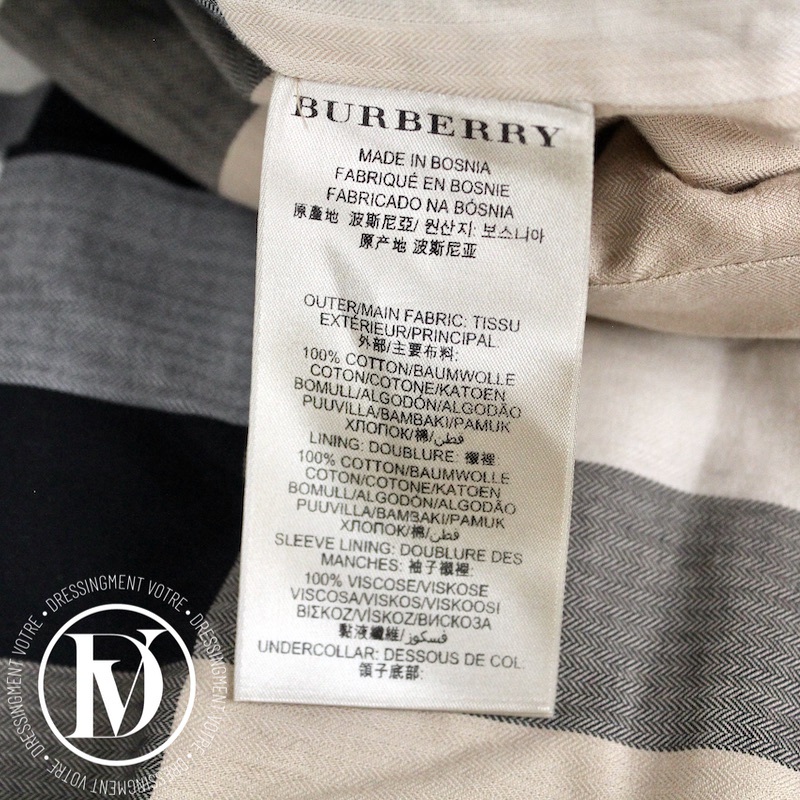 BURBERRY
MADE IN BOSNIA
FABRIQUÉ EN BOSNIE
FABRICADO NA BÓSNIA
原產地 波斯尼亞/ 원산지: 보스니아
原产地 波斯尼亚
OUTER/MAIN FABRIC: TISSU
EXTÉRIEUR/PRINCIPAL:
外部/主要布料:
100% COTTON/BAUMWOLLE
COTON/COTONE/KATOEN
BOMULL/ALGODÓN/ALGODÃO
PUUVILLA/BAMBAKI/PAMUK
ХЛОПОК/棉/قطن
LINING: DOUBLURE: 襯裡:
100% COTTON/BAUMWOLLE
COTON/COTONE/KATOEN
BOMULL/ALGODÓN/ALGODÃO
PUUVILLA/BAMBAKI/PAMUK
ХЛОПОК/棉/قطن
SLEEVE LINING: DOUBLURE DES
MANCHES: 袖子襯裡:
100% VISCOSE/VISKOSE
VISCOSA/VISKOS/VISKOOSI
ΒΙΣΚΟΖ/VİSKOZ/ВИСКОЗА
黏液纖維/فسكوز
UNDERCOLLAR: DESSOUS DE COL:
領子底部:
DRESSINGMENT VOTRE • DRESSINGMENT VOTRE • DRESSINGMENT VOTRE •
DV